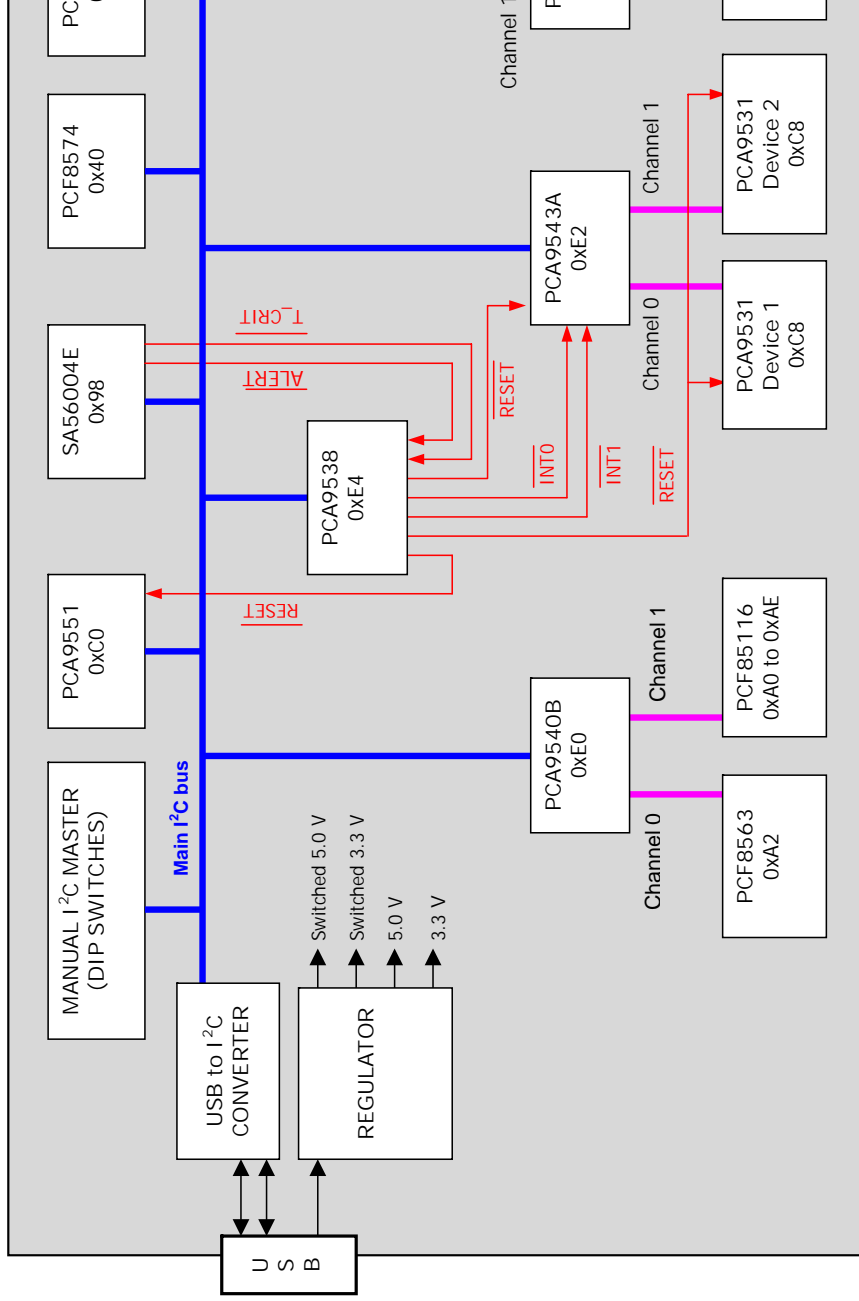 U
S
B
USB to I²C
CONVERTER
REGULATOR
Switched 5.0 V
Switched 3.3 V
5.0 V
3.3 V
MANUAL I²C MASTER
(DIP SWITCHES)
Main I²C bus
PCA9551
0xC0
SA56004E
0x98
PCF8574
0x40
PC
RESET
ALERT
T_CRIT
PCA9538
0xE4
RESET
INT0
INT1
RESET
PCA9540B
0xE0
Channel 0
Channel 1
PCF8563
0xA2
PCF85116
0xA0 to 0xAE
PCA9543A
0xE2
Channel 0
Channel 1
PCA9531
Device 1
0xC8
PCA9531
Device 2
0xC8
Channel